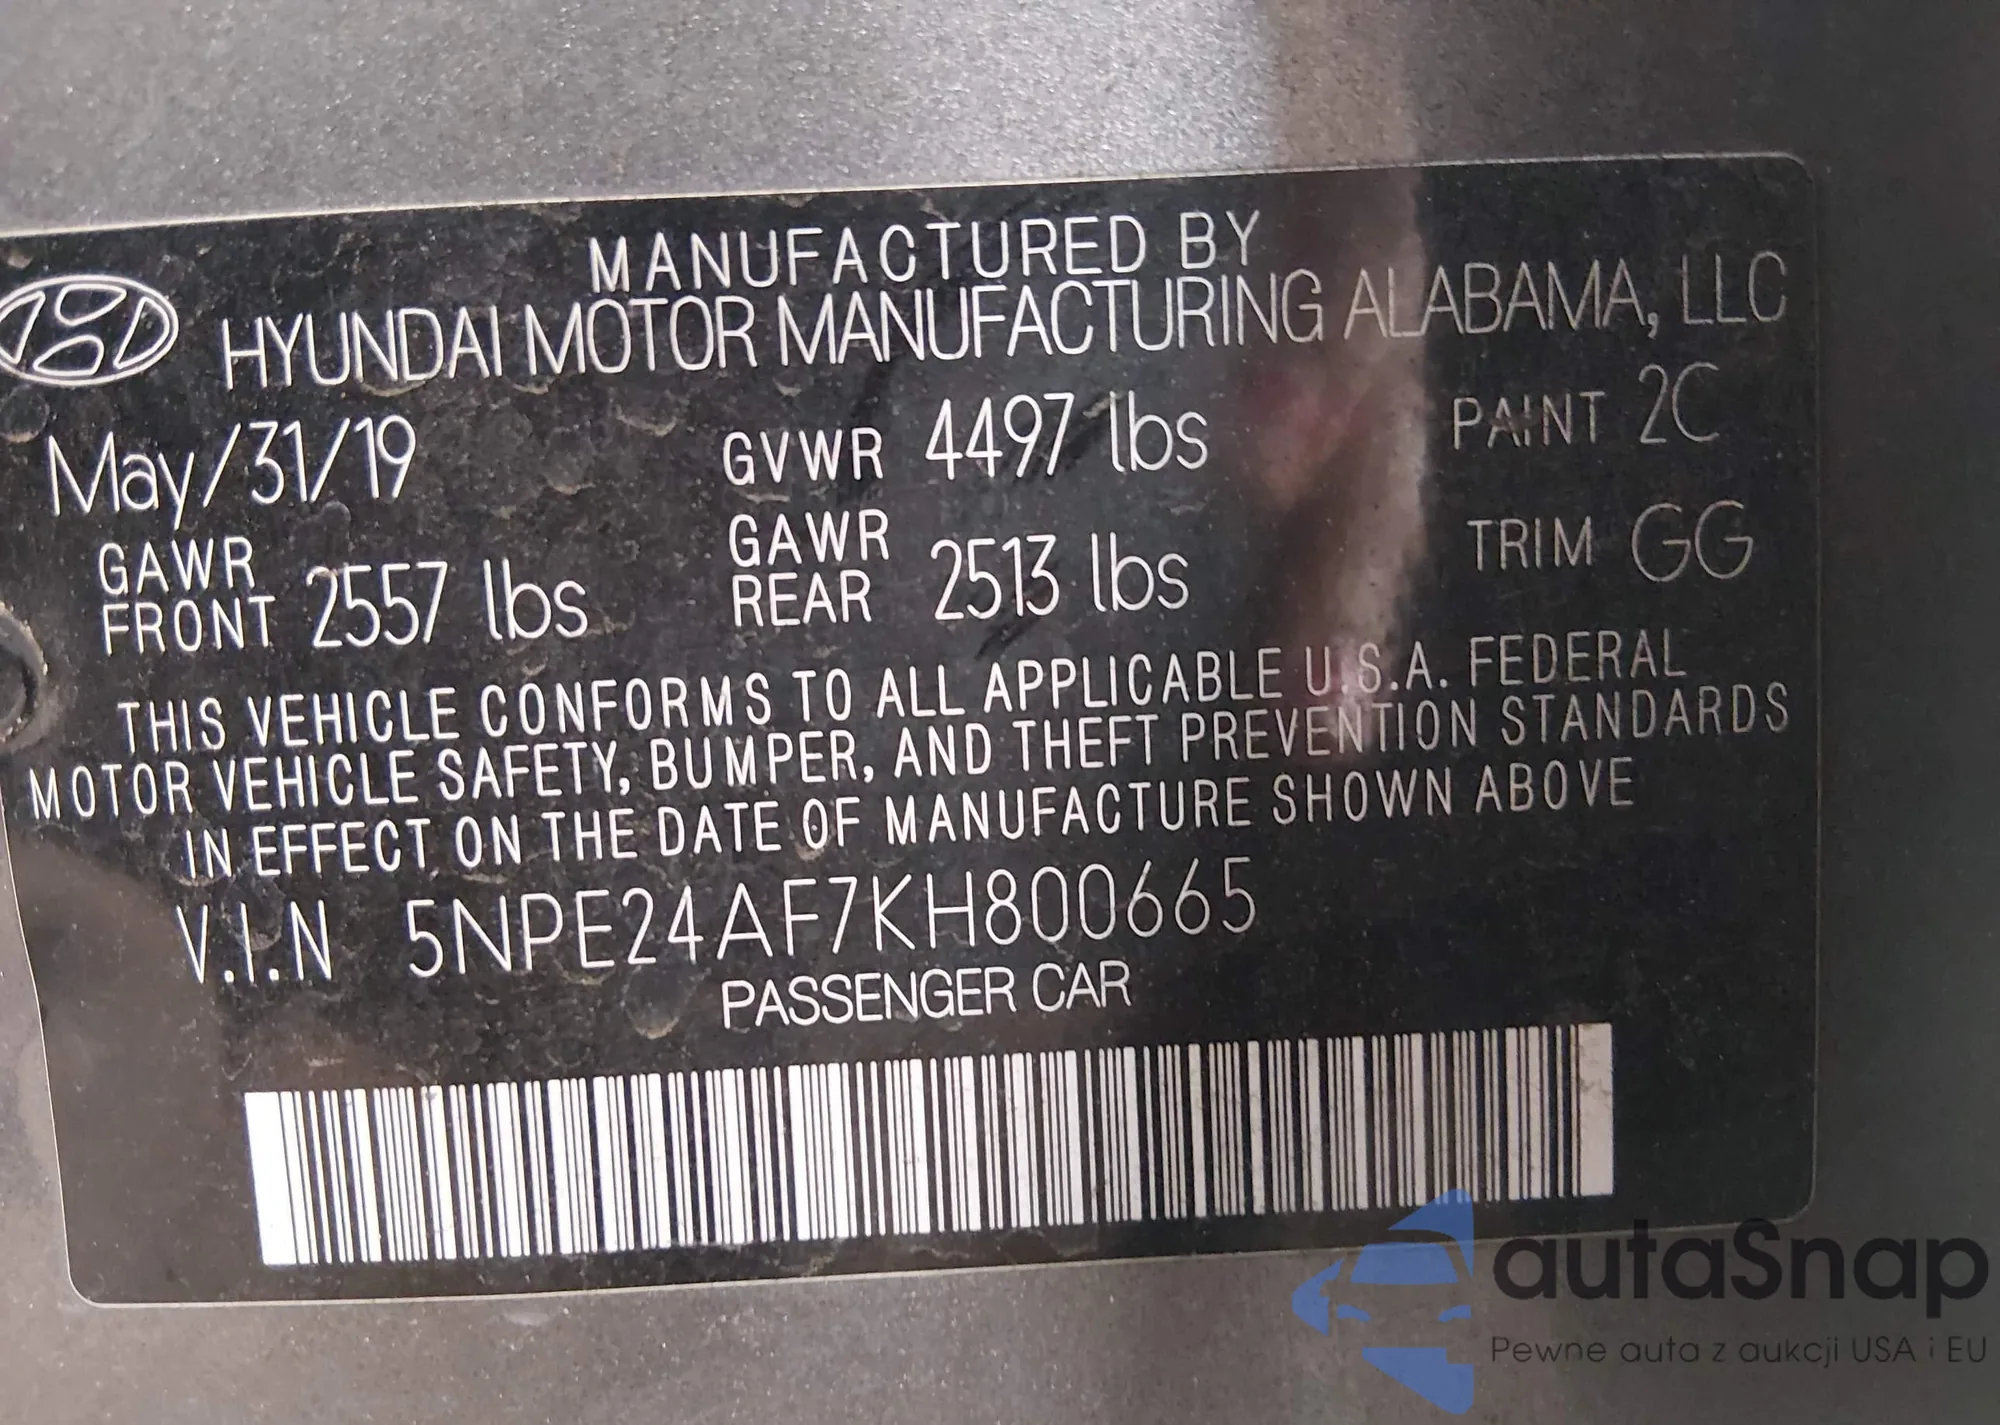 MANUFACTURED BY
HYUNDAI MOTOR MANUFACTURING ALABAMA, LLC
May/31/19 GVWR 4497 lbs PAINT 2C
GAWR FRONT 2557 lbs GAWR REAR 2513 lbs TRIM GG
THIS VEHICLE CONFORMS TO ALL APPLICABLE U.S.A. FEDERAL
MOTOR VEHICLE SAFETY, BUMPER, AND THEFT PREVENTION STANDARDS
IN EFFECT ON THE DATE OF MANUFACTURE SHOWN ABOVE
V.I.N 5NPE24AF7KH800665
PASSENGER CAR
autaSnap
Pewne auta z aukcji USA i EU